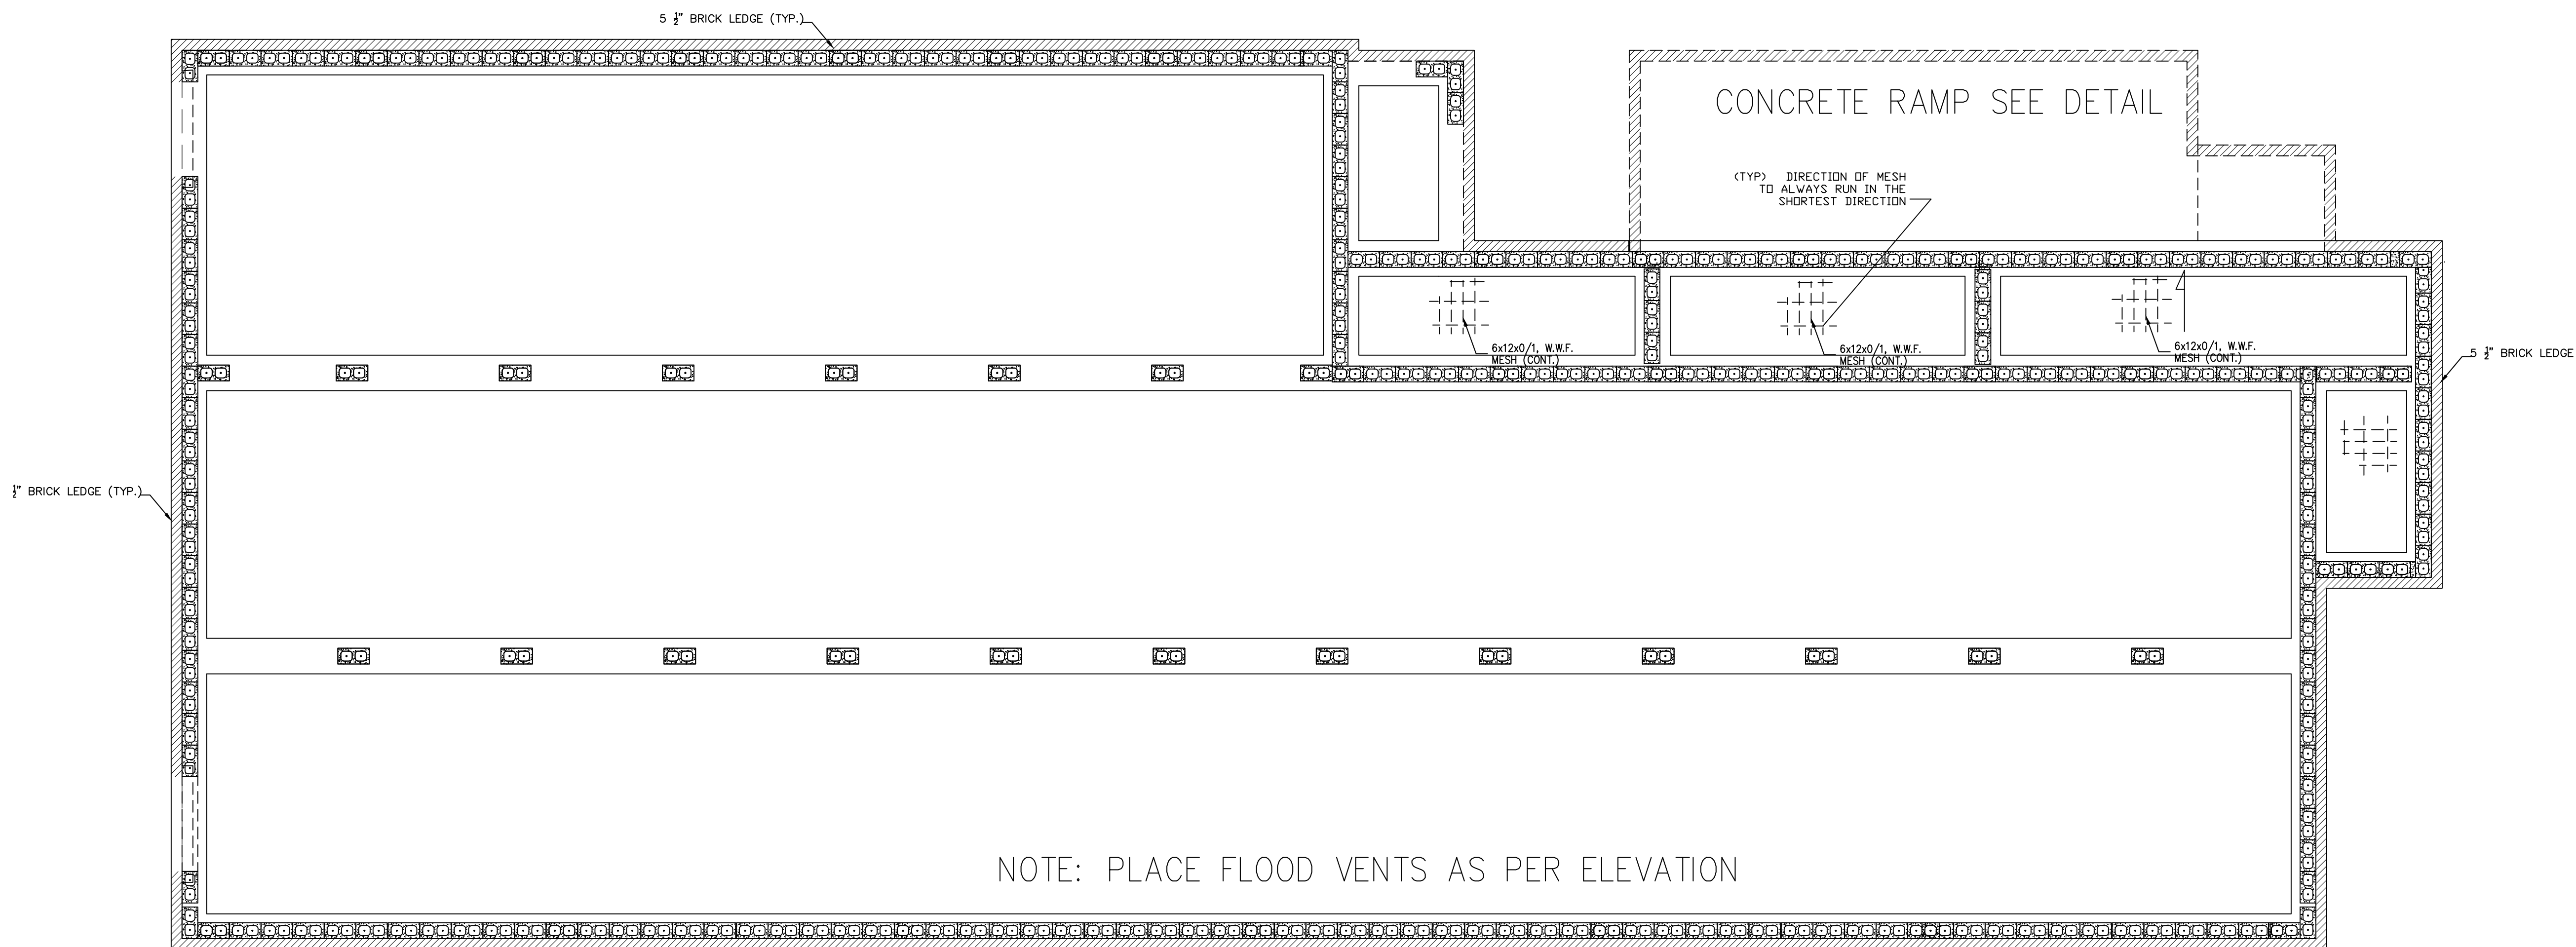 5 ½" BRICK LEDGE (TYP.)
CONCRETE RAMP SEE DETAIL
(TYP) DIRECTION OF MESH
TO ALWAYS RUN IN THE
SHORTEST DIRECTION
6x12x0/1, W.W.F.
MESH (CONT.)
6x12x0/1, W.W.F.
MESH (CONT.)
6x12x0/1, W.W.F.
MESH (CONT.)
5 ½" BRICK LEDGE
½" BRICK LEDGE (TYP.)
NOTE: PLACE FLOOD VENTS AS PER ELEVATION